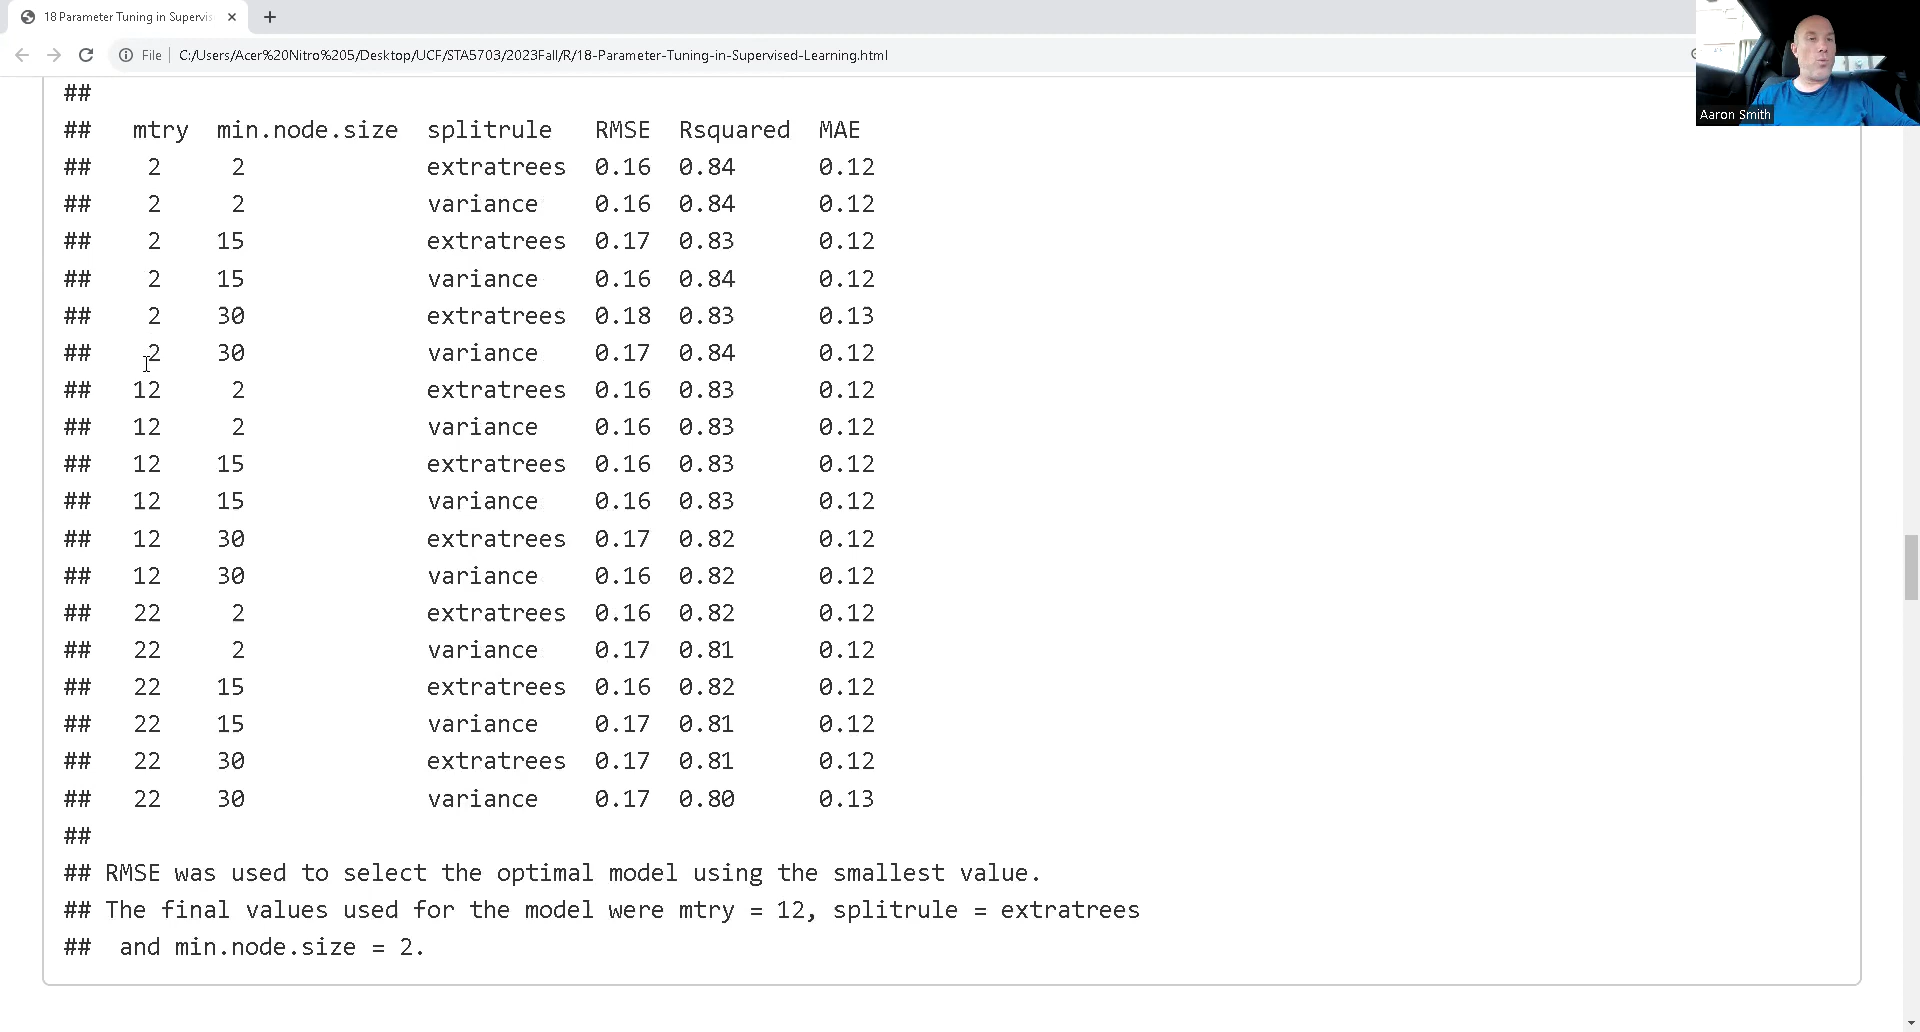 18 Parameter Tuning in Supervis
File C:/Users/Acer%20Nitro%205/Desktop/UCF/STA5703/2023Fall/R/18-Parameter-Tuning-in-Supervised-Learning.html
Aaron Smith
##
## mtry min.node.size splitrule RMSE Rsquared MAE
## 2 2 extratrees 0.16 0.84 0.12
## 2 2 variance 0.16 0.84 0.12
## 2 15 extratrees 0.17 0.83 0.12
## 2 15 variance 0.16 0.84 0.12
## 2 30 extratrees 0.18 0.83 0.13
## 2 30 variance 0.17 0.84 0.12
## 12 2 extratrees 0.16 0.83 0.12
## 12 2 variance 0.16 0.83 0.12
## 12 15 extratrees 0.16 0.83 0.12
## 12 15 variance 0.16 0.83 0.12
## 12 30 extratrees 0.17 0.82 0.12
## 12 30 variance 0.16 0.82 0.12
## 22 2 extratrees 0.16 0.82 0.12
## 22 2 variance 0.17 0.81 0.12
## 22 15 extratrees 0.16 0.82 0.12
## 22 15 variance 0.17 0.81 0.12
## 22 30 extratrees 0.17 0.81 0.12
## 22 30 variance 0.17 0.80 0.13
##
## RMSE was used to select the optimal model using the smallest value.
## The final values used for the model were mtry = 12, splitrule = extratrees
## and min.node.size = 2.